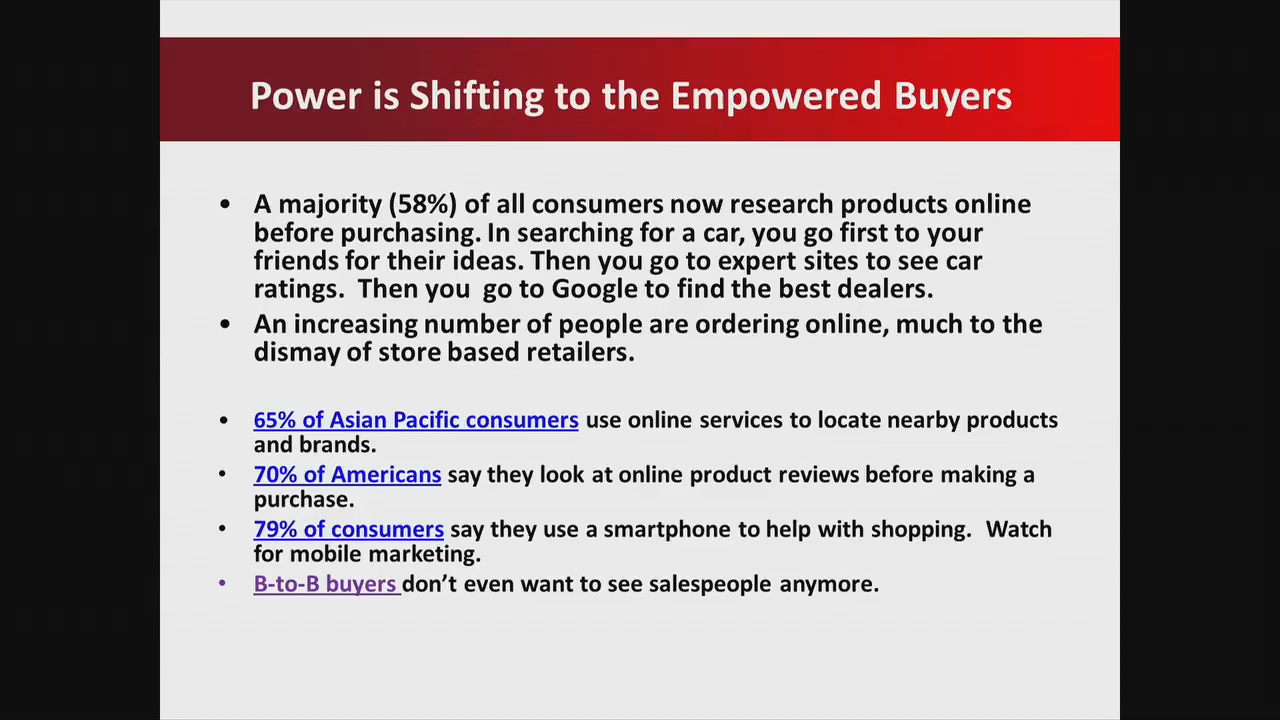 Power is Shifting to the Empowered Buyers
• A majority (58%) of all consumers now research products online
before purchasing. In searching for a car, you go first to your
friends for their ideas. Then you go to expert sites to see car
ratings.  Then you  go to Google to find the best dealers.
• An increasing number of people are ordering online, much to the
dismay of store based retailers.
• 65% of Asian Pacific consumers use online services to locate nearby products
and brands.
• 70% of Americans say they look at online product reviews before making a
purchase.
• 79% of consumers say they use a smartphone to help with shopping.  Watch
for mobile marketing.
• B-to-B buyers don’t even want to see salespeople anymore.